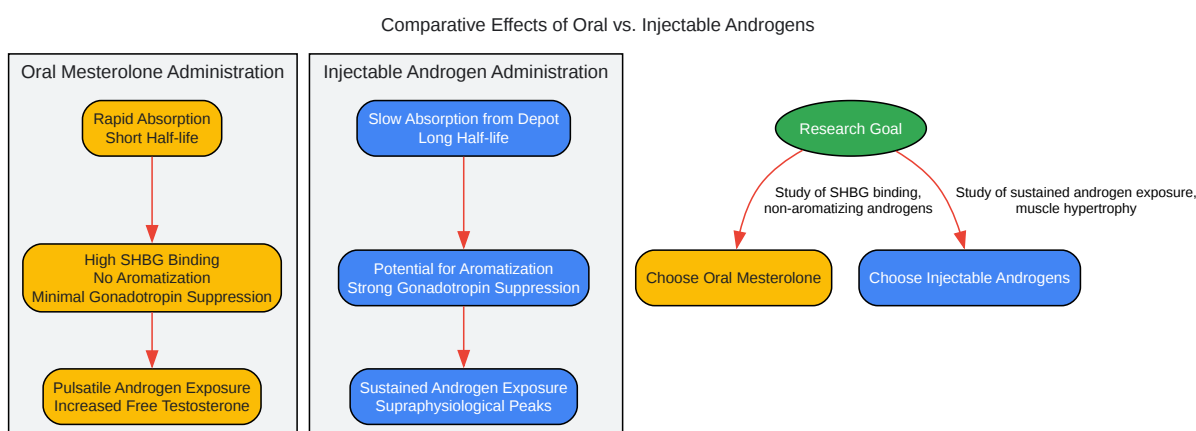 Comparative Effects of Oral vs. Injectable Androgens
Oral Mesterolone Administration
Rapid Absorption
Short Half-life
High SHBG Binding
No Aromatization
Minimal Gonadotropin Suppression
Pulsatile Androgen Exposure
Increased Free Testosterone
Injectable Androgen Administration
Slow Absorption from Depot
Long Half-life
Potential for Aromatization
Strong Gonadotropin Suppression
Sustained Androgen Exposure
Supraphysiological Peaks
Research Goal
Study of SHBG binding,
non-aromatizing androgens
Study of sustained androgen exposure,
muscle hypertrophy
Choose Oral Mesterolone
Choose Injectable Androgens